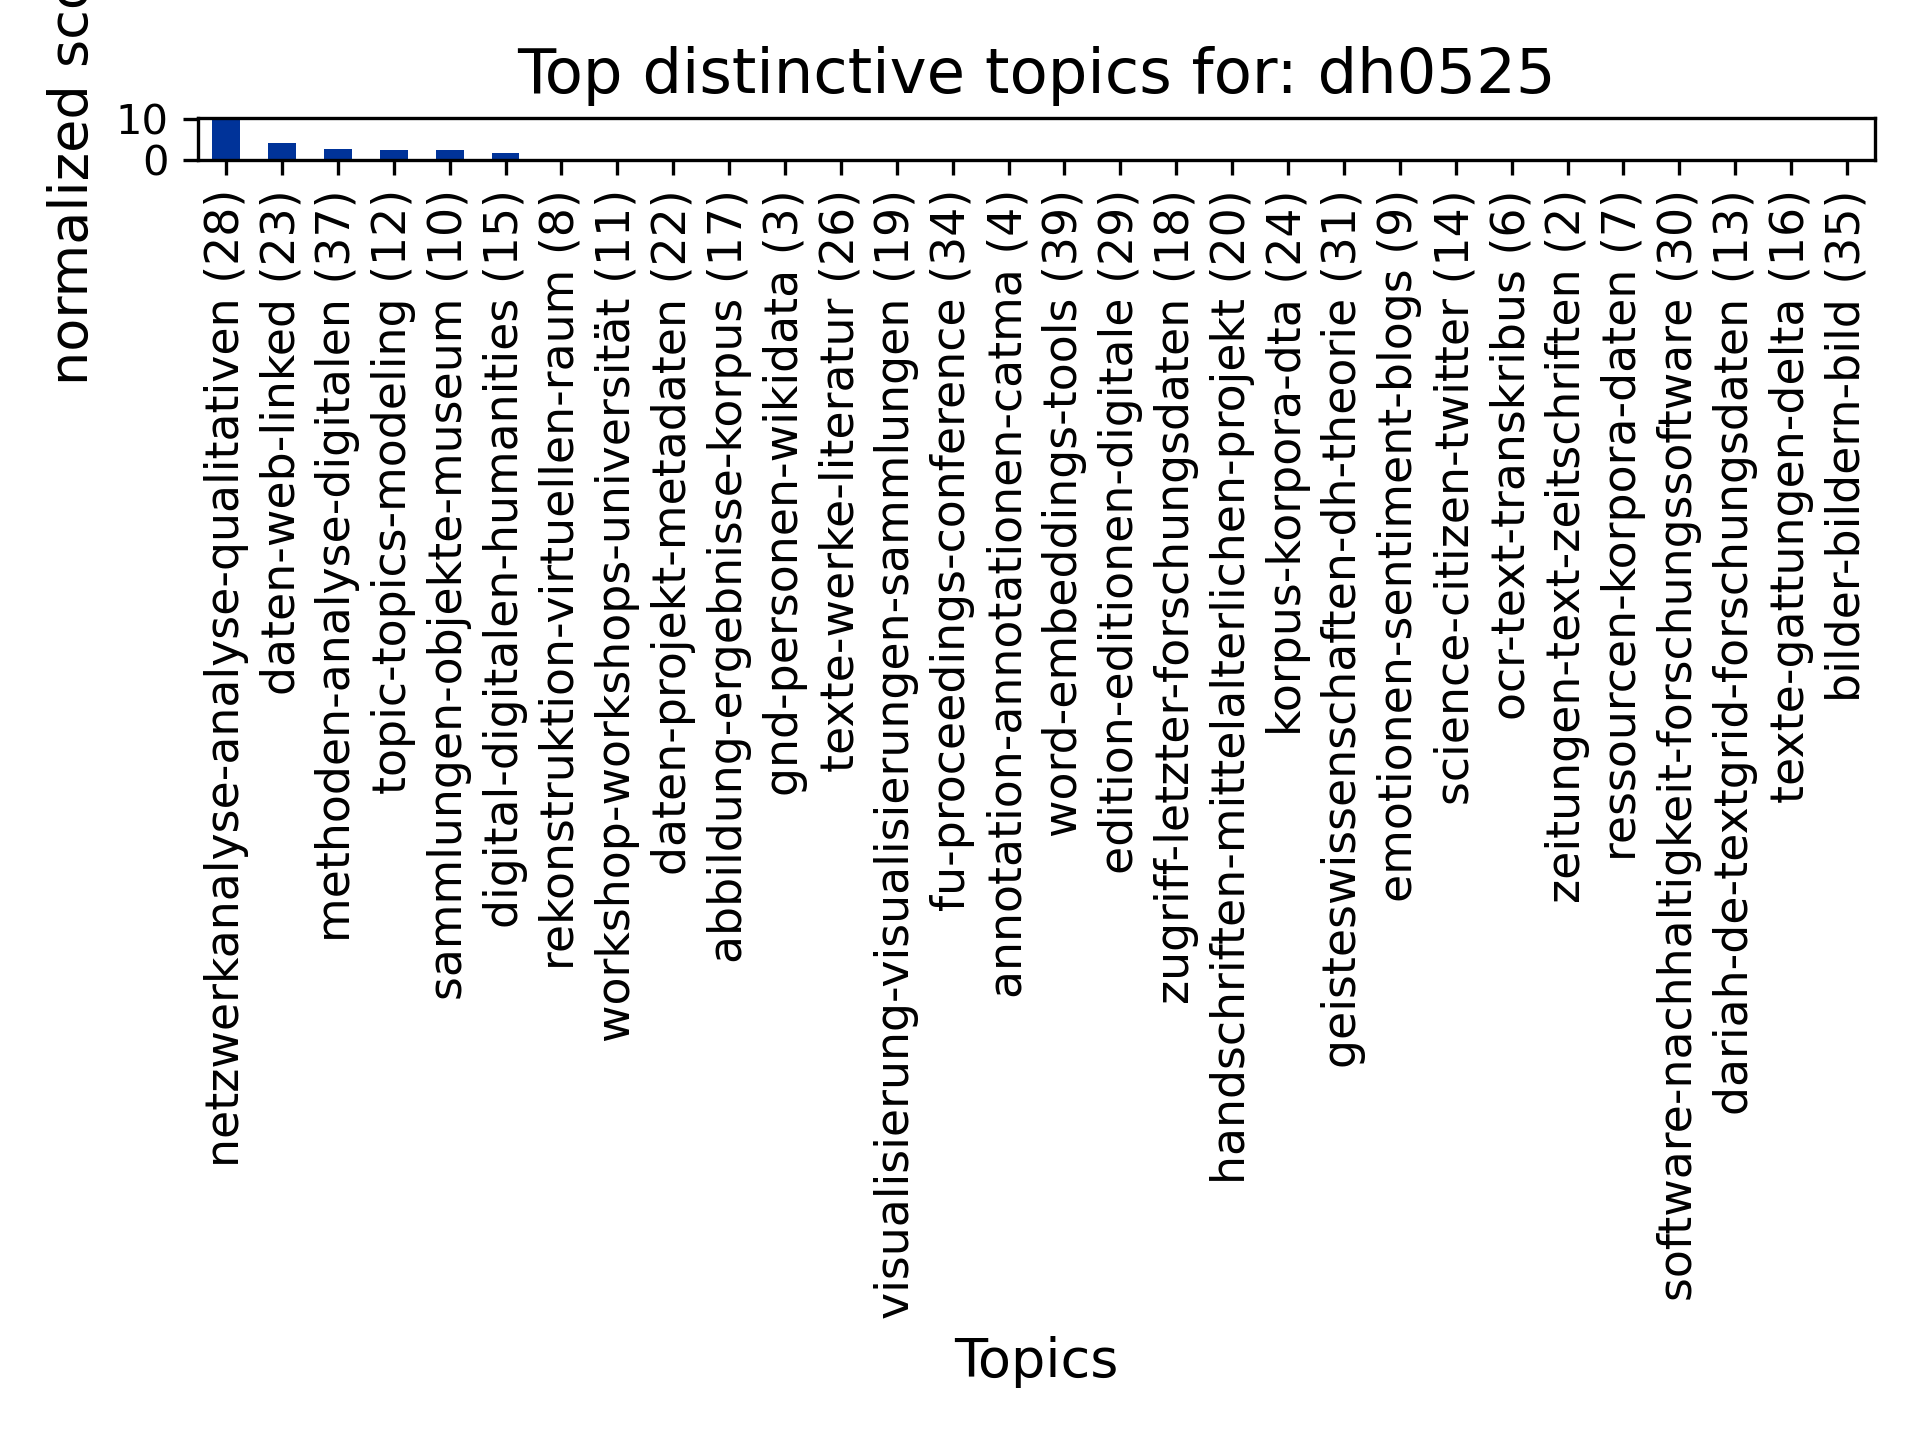 Top distinctive topics for: dh0525
normalized
10
0
netzwerkanalyse-analyse-qualitativen (28)
daten-web-linked (23)
methoden-analyse-digitalen (37)
topic-topics-modeling (12)
sammlungen-objekte-museum (10)
digital-digitalen-humanities (15)
rekonstruktion-virtuellen-raum (8)
workshop-workshops-universität (11)
daten-projekt-metadaten (22)
abbildung-ergebnisse-korpus (17)
gnd-personen-wikidata (3)
texte-werke-literatur (26)
visualisierung-visualisierungen-sammlungen (19)
fu-proceedings-conference (34)
annotation-annotationen-catma (4)
word-embeddings-tools (39)
edition-editionen-digitale (29)
zugriff-letzter-forschungsdaten (18)
handschriften-mittelalterlichen-projekt (20)
korpus-korpora-dta (24)
geisteswissenschaften-dh-theorie (31)
emotionen-sentiment-blogs (9)
science-citizen-twitter (14)
ocr-text-transkribus (6)
zeitungen-text-zeitschriften (2)
ressourcen-korpora-daten (7)
software-nachhaltigkeit-forschungssoftware (30)
dariah-de-textgrid-forschungsdaten (13)
texte-gattungen-delta (16)
bilder-bildern-bild (35)
Topics